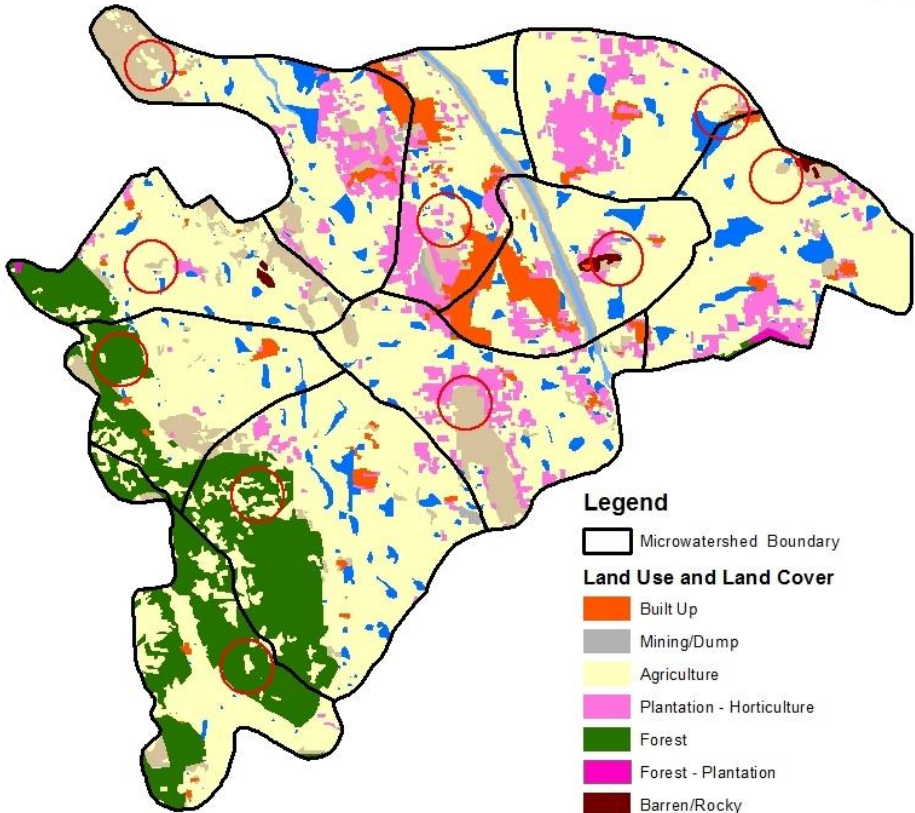 Legend
Microwatershed Boundary
Land Use and Land Cover
Built Up
Mining/Dump
Agriculture
Plantation - Horticulture
Forest
Forest - Plantation
Barren/Rocky